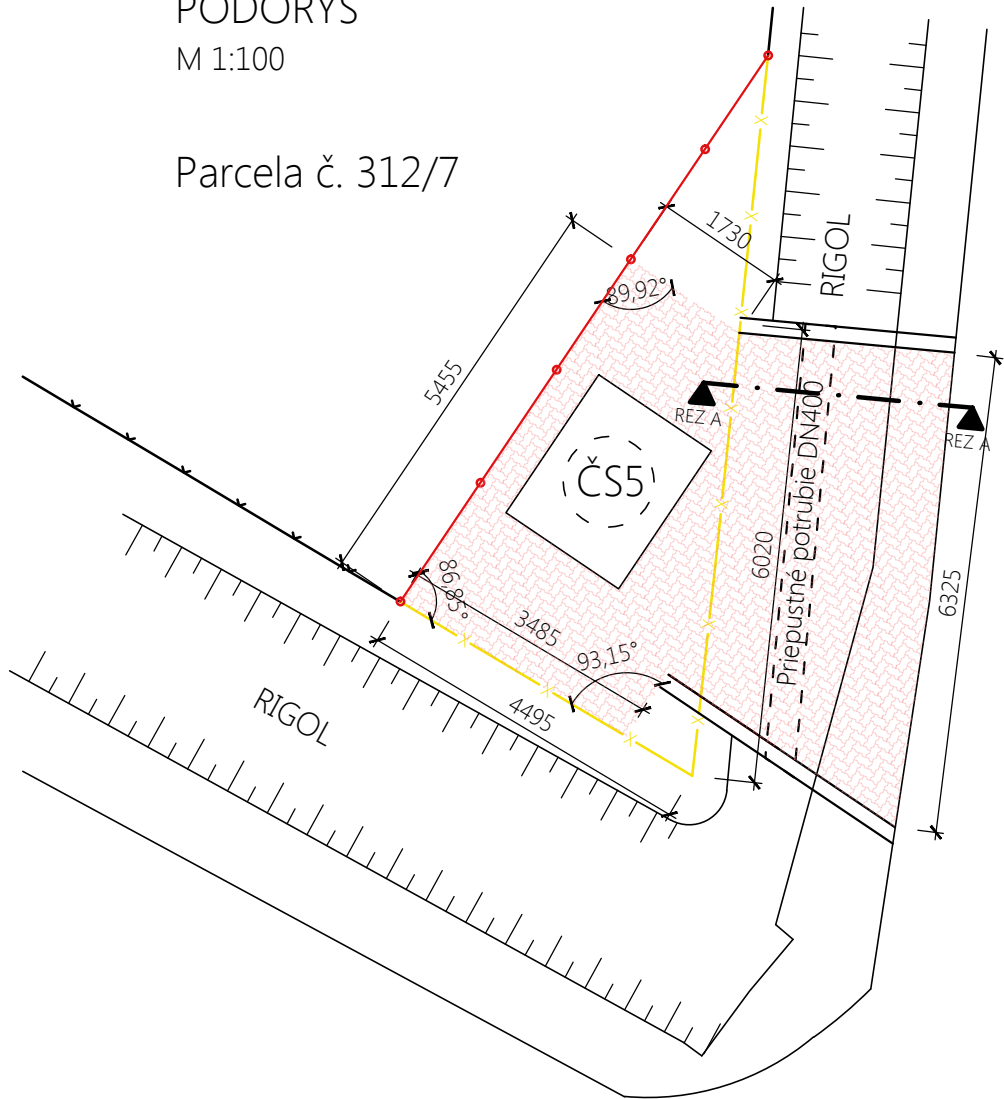 PÔDORYS
M 1:100
Parcela č. 312/7
1730
RIGOL
89,92°
5455
REZ A
REZ A
ČS5
Priepustné potrubie DN400
6020
6325
86,85°
3485
93,15°
4495
RIGOL